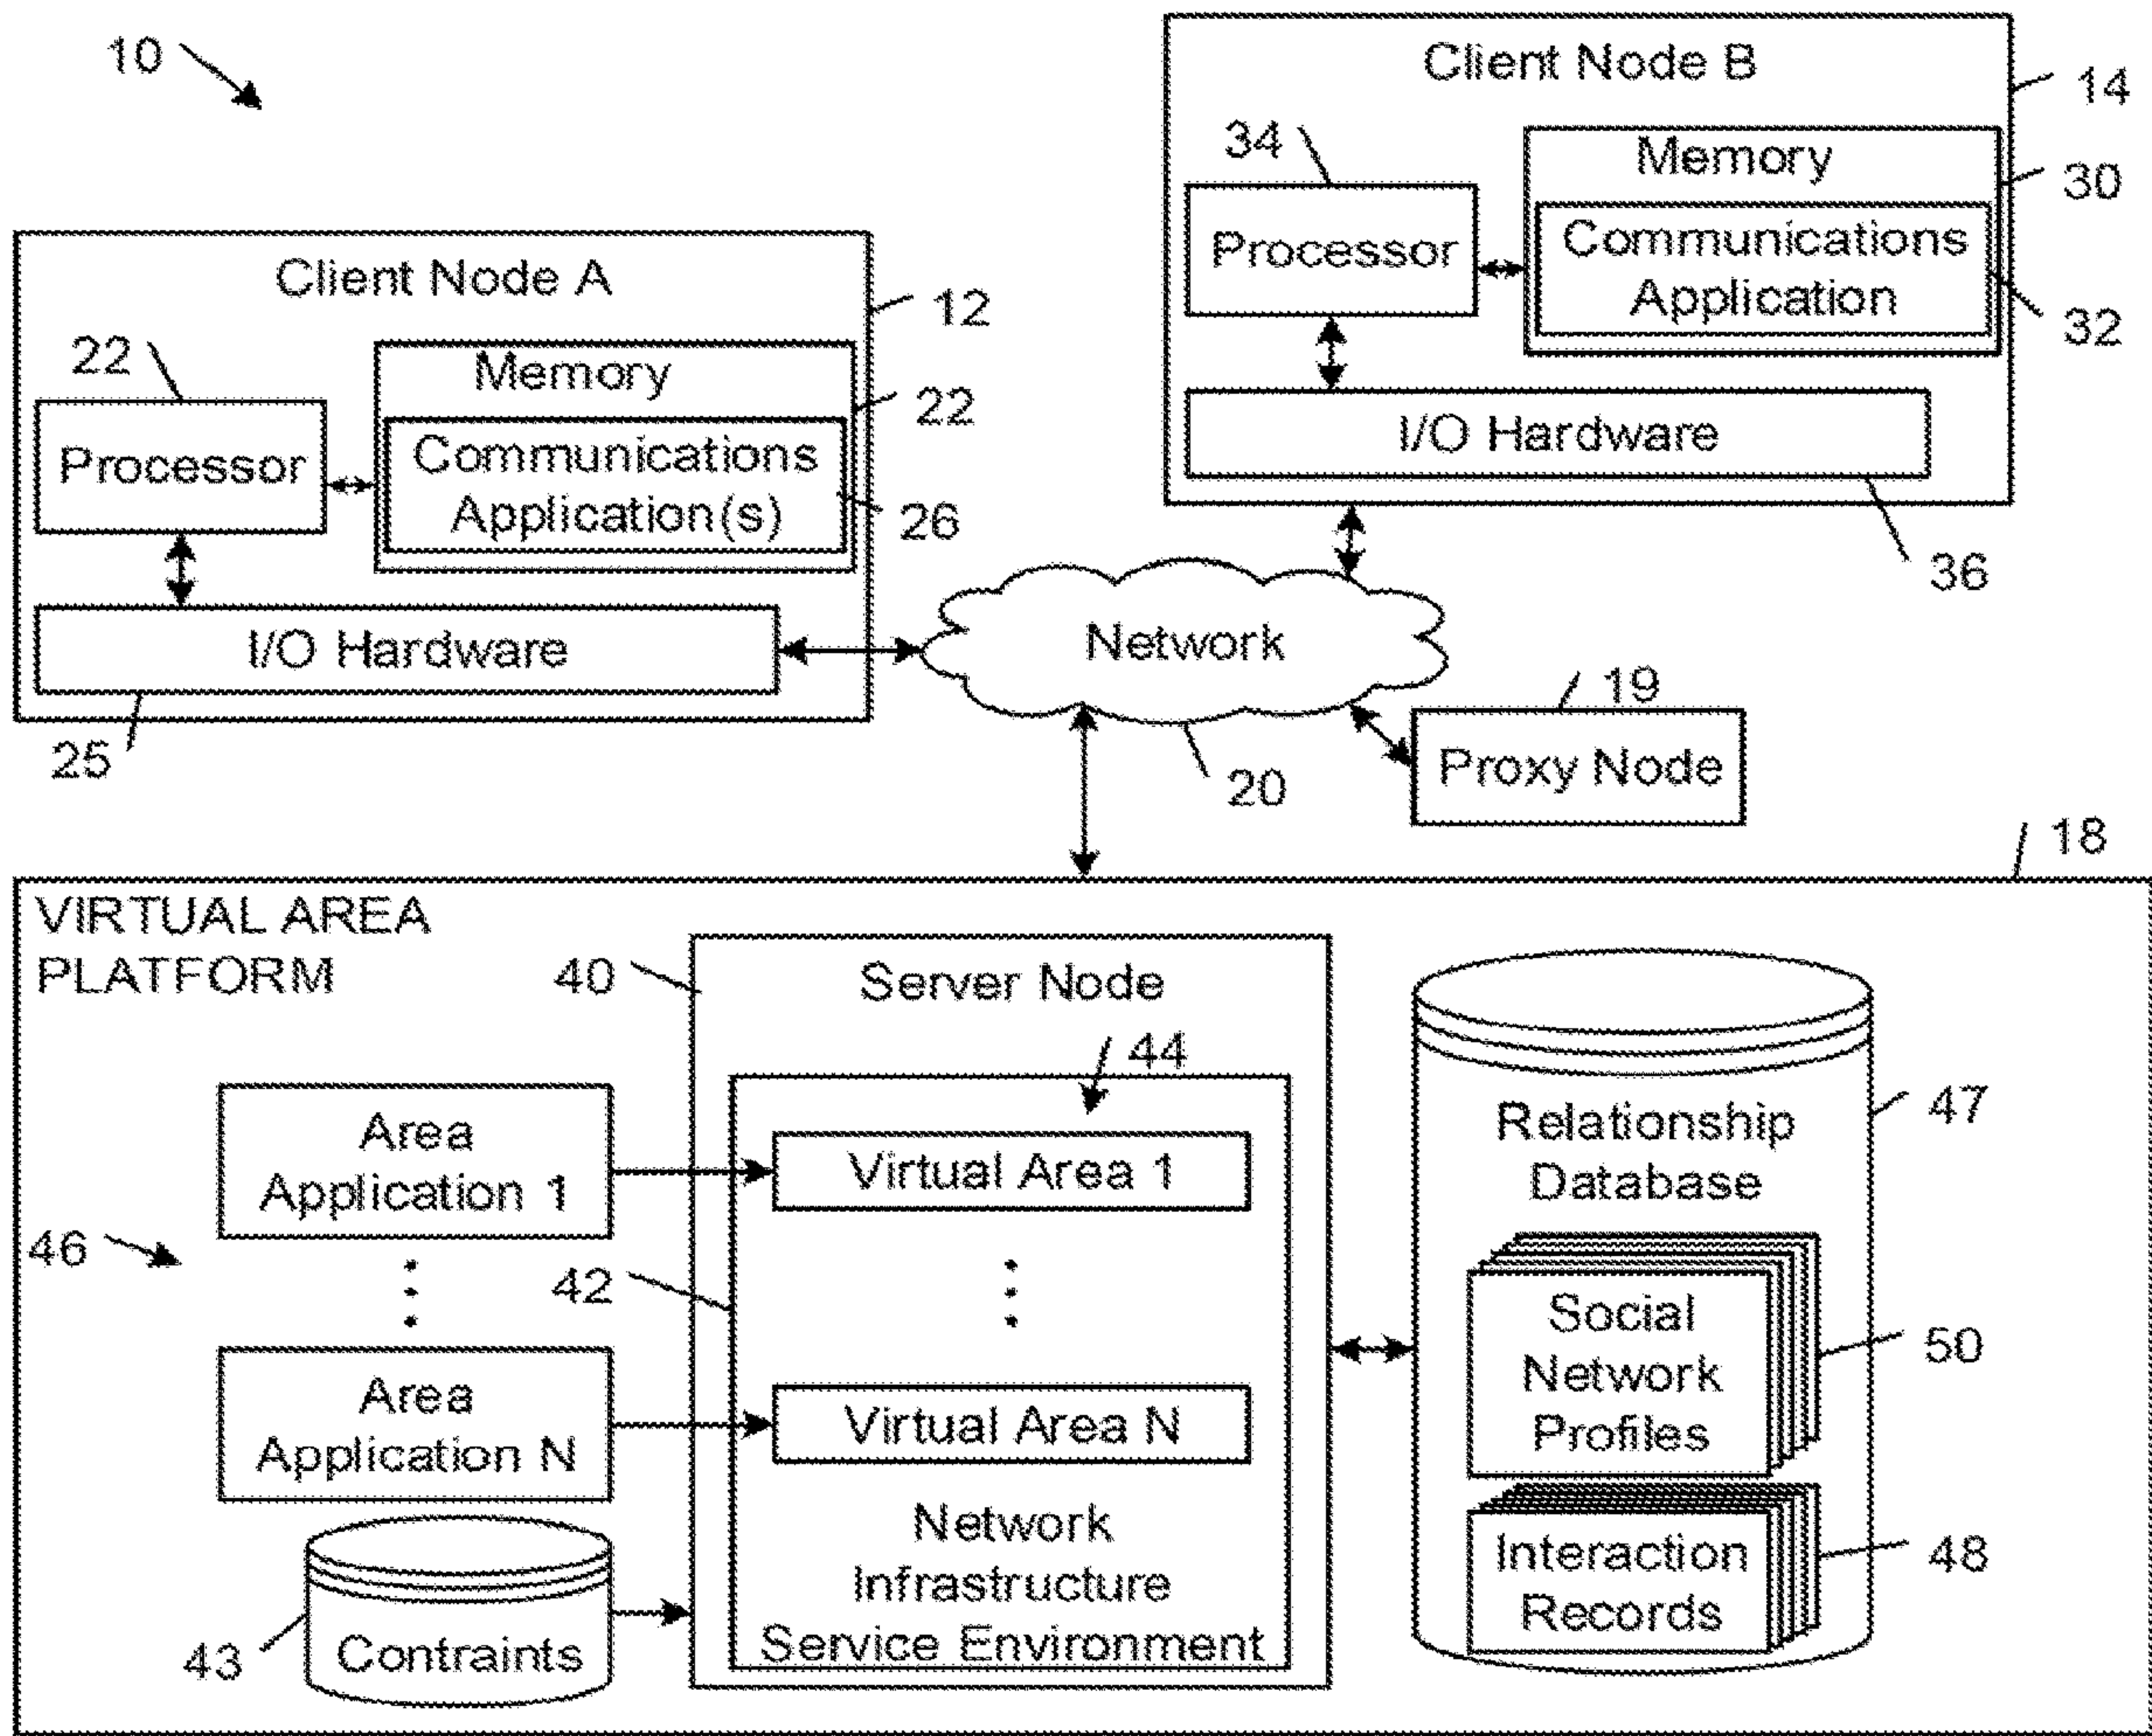 10
Client Node B
14
34
Memory
30
Processor
Communications
Application
32
I/O Hardware
36
Client Node A
12
22
Memory
22
Processor
Communications
Application(s)
26
I/O Hardware
25
Network
20
19
Proxy Node
18
VIRTUAL AREA
PLATFORM
40
Server Node
44
Area
Application 1
Virtual Area 1
46
42
Area
Application N
Virtual Area N
Network
Infrastructure
Service Environment
43
Contraints
47
Relationship
Database
Social
Network
Profiles
50
Interaction
Records
48